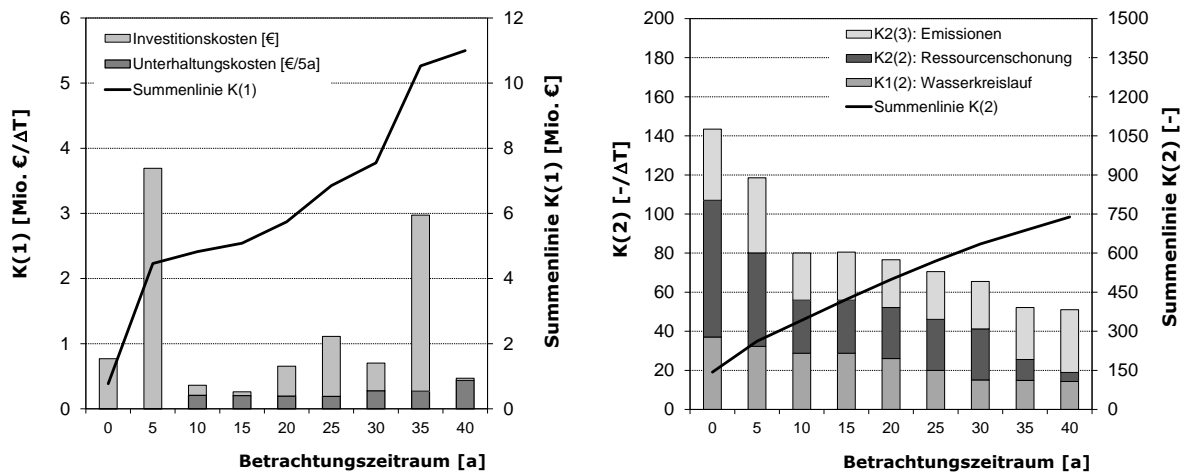 6
5
4
3
2
1
0
K(1) [Mio. €/ΔT]
Investitionskosten [€]
Unterhaltungskosten [€/5a]
Summenlinie K(1)
12
10
8
6
4
2
0
Summenlinie K(1) [Mio. €]
0 5 10 15 20 25 30 35 40
Betrachtungszeitraum [a]
200
180
160
140
120
100
80
60
40
20
0
K(2) [-/ΔT]
K2(3): Emissionen
K2(2): Ressourcenschonung
K1(2): Wasserkreislauf
Summenlinie K(2)
1500
1350
1200
1050
900
750
600
450
300
150
0
Summenlinie K(2) [-]
0 5 10 15 20 25 30 35 40
Betrachtungszeitraum [a]